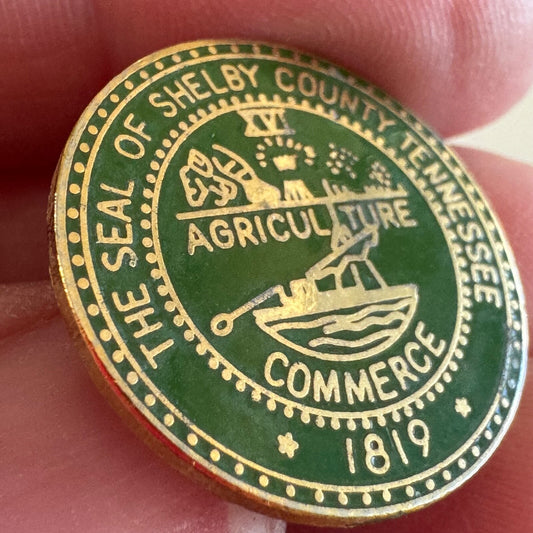 THE SEAL OF SHELBY COUNTY TENNESSEE
XVI
AGRICULTURE
COMMERCE
1819